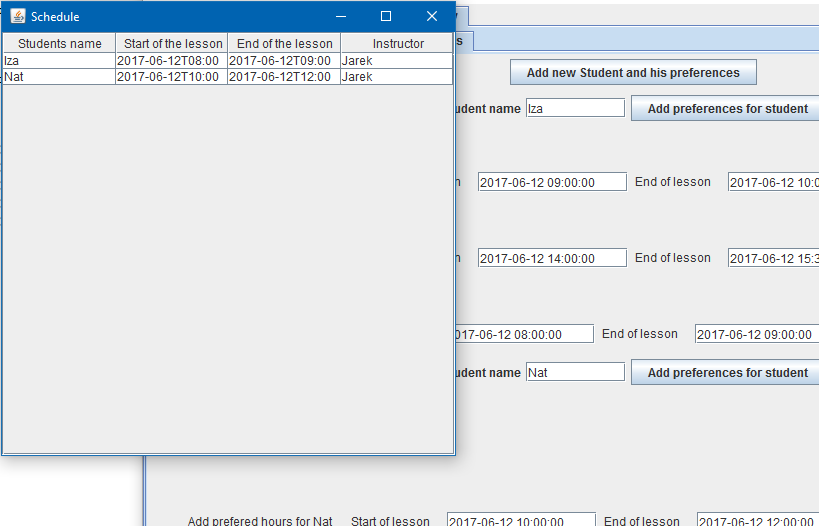 Schedule
Students name Start of the lesson End of the lesson Instructor
Iza 2017-06-12T08:00 2017-06-12T09:00 Jarek
Nat 2017-06-12T10:00 2017-06-12T12:00 Jarek
Add new Student and his preferences
udent name Iza Add preferences for student
2017-06-12 09:00:00 End of lesson 2017-06-12 10:0
2017-06-12 14:00:00 End of lesson 2017-06-12 15:3
017-06-12 08:00:00 End of lesson 2017-06-12 09:00:00
udent name Nat Add preferences for student
Add prefered hours for Nat Start of lesson 2017-06-12 10:00:00 End of lesson 2017-06-12 12:00:00